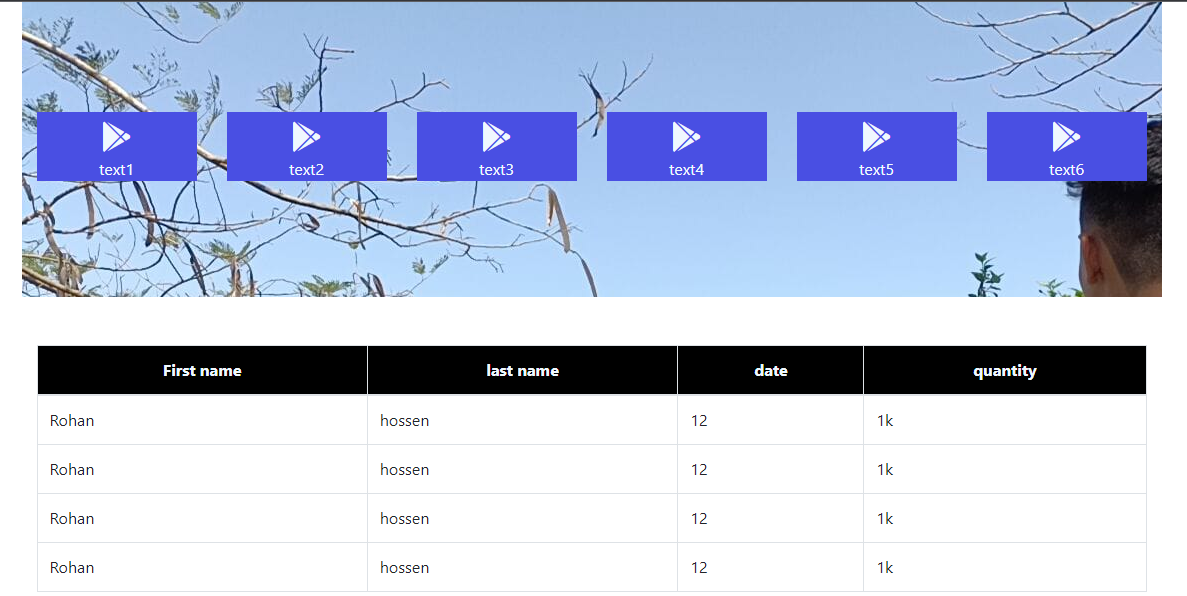 text1 text2 text3 text4 text5 text6
First name last name date quantity
Rohan hossen 12 1k
Rohan hossen 12 1k
Rohan hossen 12 1k
Rohan hossen 12 1k